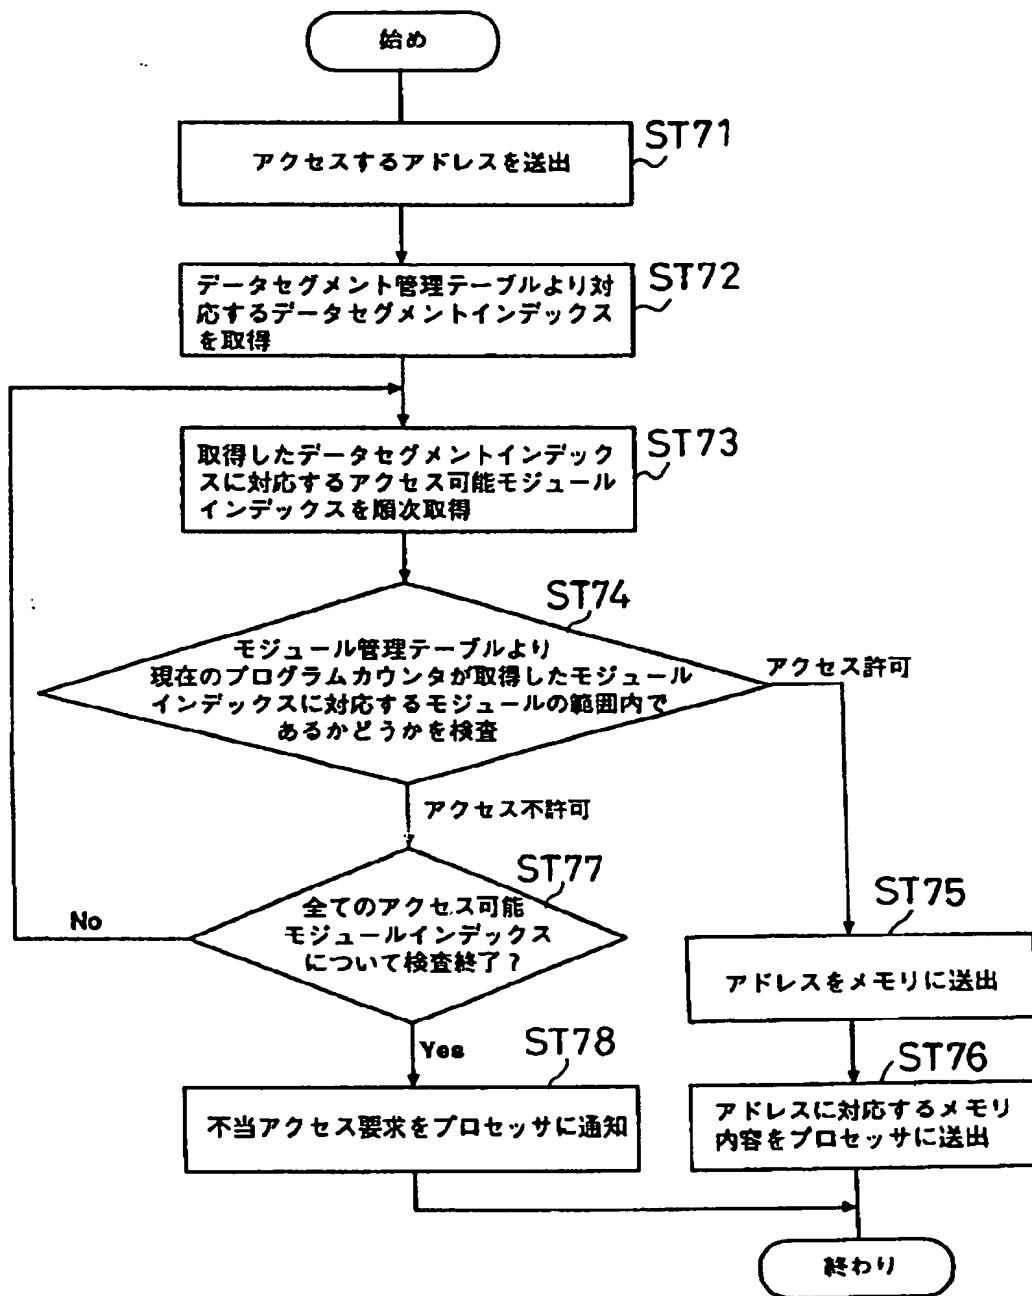 始め
ST71
アクセスするアドレスを送出
ST72
データセグメント管理テーブルより対
応するデータセグメントインデックス
を取得
ST73
取得したデータセグメントインデック
スに対応するアクセス可能モジュール
インデックスを順次取得
ST74
モジュール管理テーブルより
現在のプログラムカウンタが取得したモジュール
インデックスに対応するモジュールの範囲内で
あるかどうかを検査
アクセス許可
アクセス不許可
ST77
全てのアクセス可能
モジュールインデックス
について検査終了?
No
Yes
ST75
アドレスをメモリに送出
ST78
不当アクセス要求をプロセッサに通知
ST76
アドレスに対応するメモリ
内容をプロセッサに送出
終わり